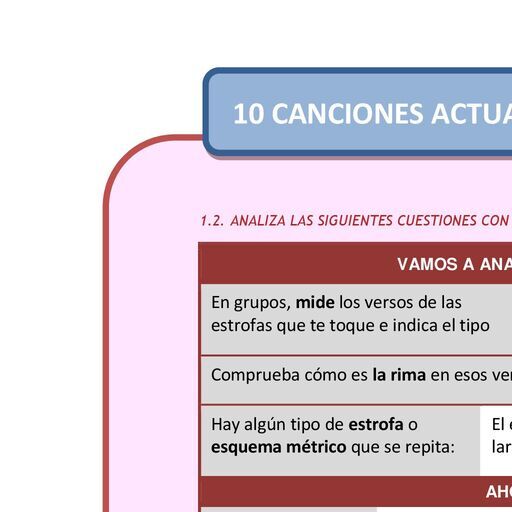 10 CANCIONES ACTUA
1.2. ANALIZA LAS SIGUIENTES CUESTIONES CON
VAMOS A ANA
En grupos, mide los versos de las
estrofas que te toque e indica el tipo
Comprueba cómo es la rima en esos ver
Hay algún tipo de estrofa o
esquema métrico que se repita:
El e
lar
AHO